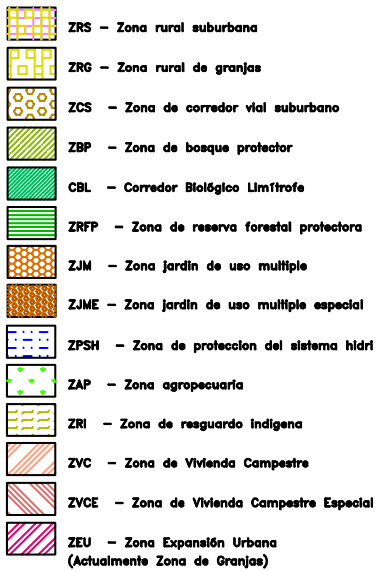 ZRS – Zona rural suburbana
ZRG – Zona rural de granjas
ZCS – Zona de corredor vial suburbano
ZBP – Zona de bosque protector
CBL – Corredor Biológico Limítrofe
ZRFP – Zona de reserva forestal protectora
ZJM – Zona jardin de uso multiple
ZJME – Zona jardin de uso multiple especial
ZPSH – Zona de proteccion del sistema hidri
ZAP – Zona agropecuaria
ZRI – Zona de resguardo indigena
ZVC – Zona de Vivienda Campestre
ZVCE – Zona de Vivienda Campestre Especial
ZEU – Zona Expansión Urbana
(Actualmente Zona de Granjas)